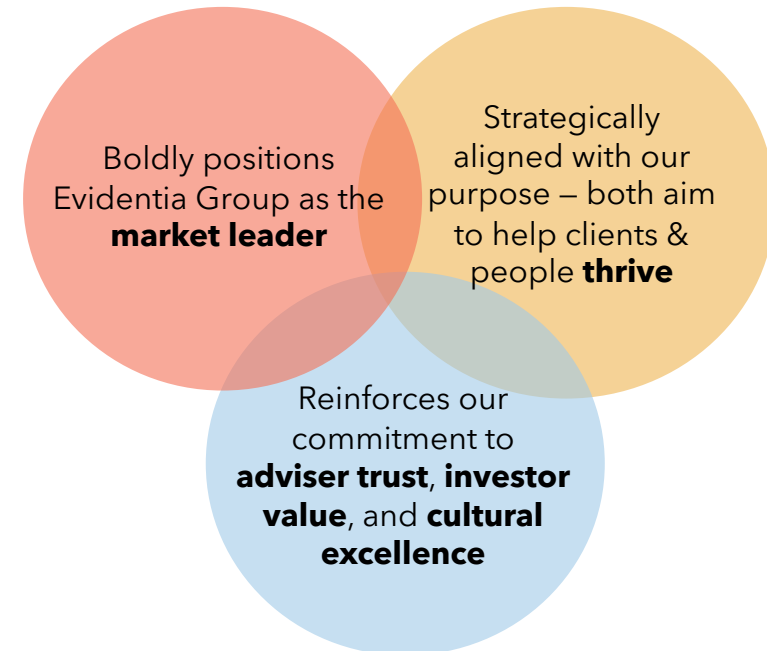 Boldly positions
Evidentia Group as the
market leader
Strategically
aligned with our
purpose – both aim
to help clients &
people thrive
Reinforces our
commitment to
adviser trust, investor
value, and cultural
excellence